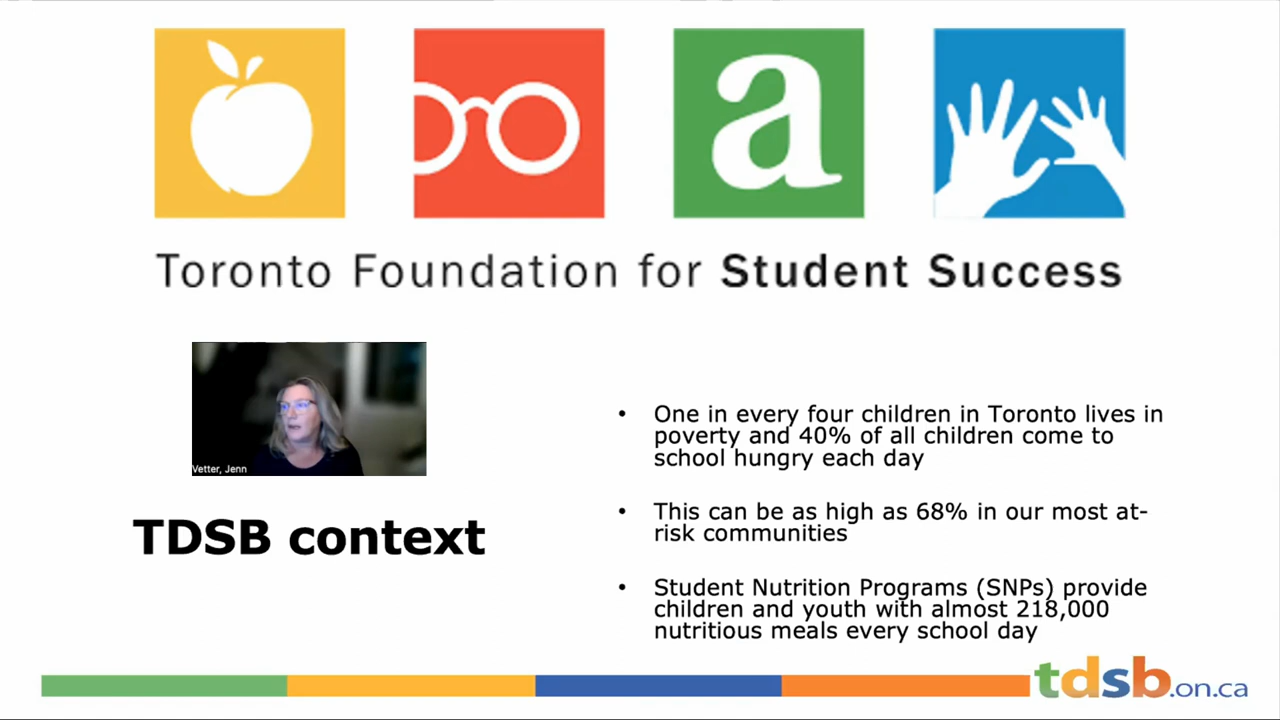 a
Toronto Foundation for Student Success
Vetter, Jenn
TDSB context
• One in every four children in Toronto lives in
poverty and 40% of all children come to
school hungry each day
• This can be as high as 68% in our most at-
risk communities
• Student Nutrition Programs (SNPs) provide
children and youth with almost 218,000
nutritious meals every school day
tdsb.on.ca